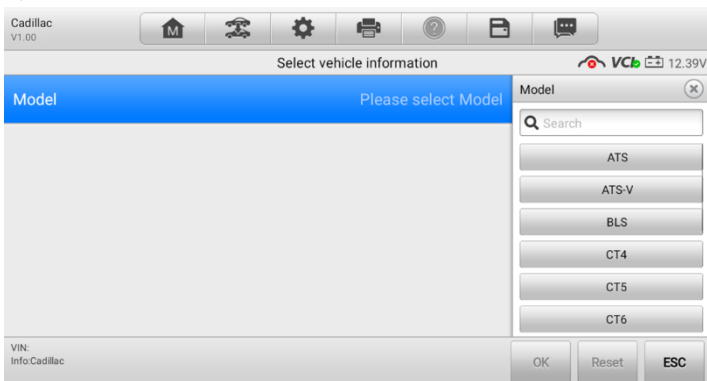 Cadillac
V1.00
M
Select vehicle information
VCI
12.39V
Model
Please select Model
Model
Search
ATS
ATS-V
BLS
CT4
CT5
CT6
VIN:
Info:Cadillac
OK
Reset
ESC